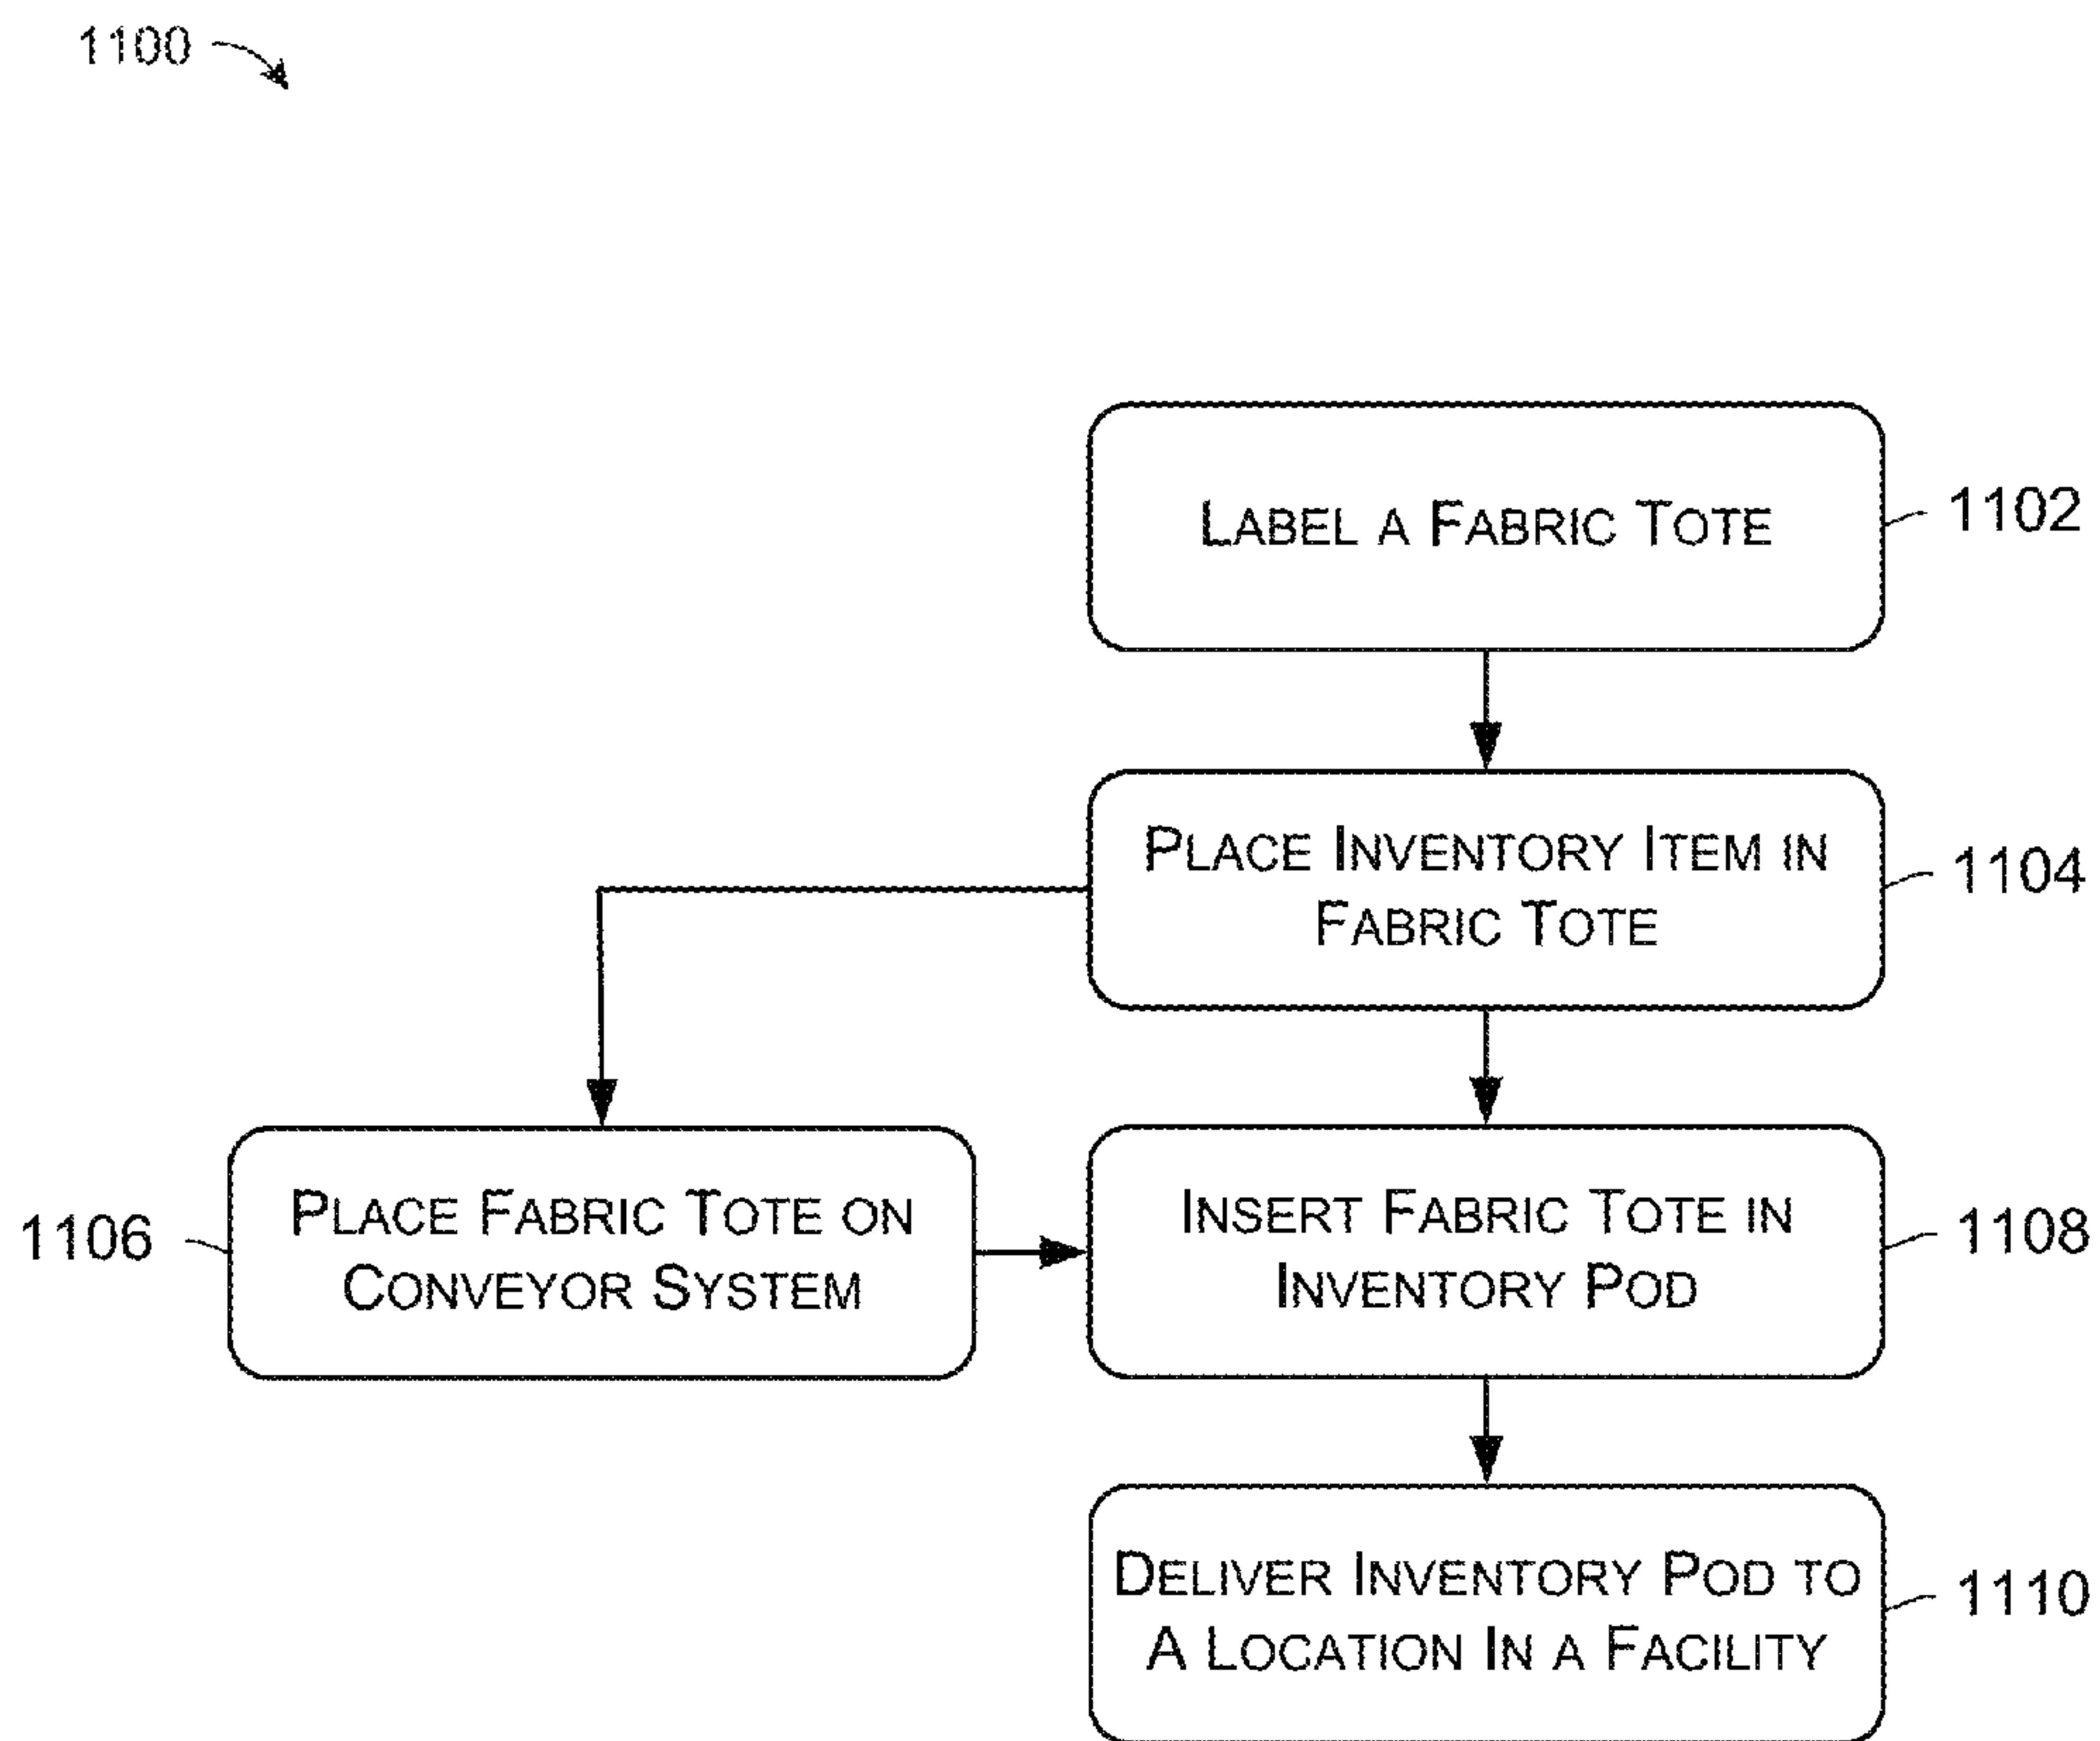 1100
LABEL A FABRIC TOTE
1102
PLACE INVENTORY ITEM IN
FABRIC TOTE
1104
PLACE FABRIC TOTE ON
CONVEYOR SYSTEM
1106
INSERT FABRIC TOTE IN
INVENTORY POD
1108
DELIVER INVENTORY POD TO
A LOCATION IN A FACILITY
1110